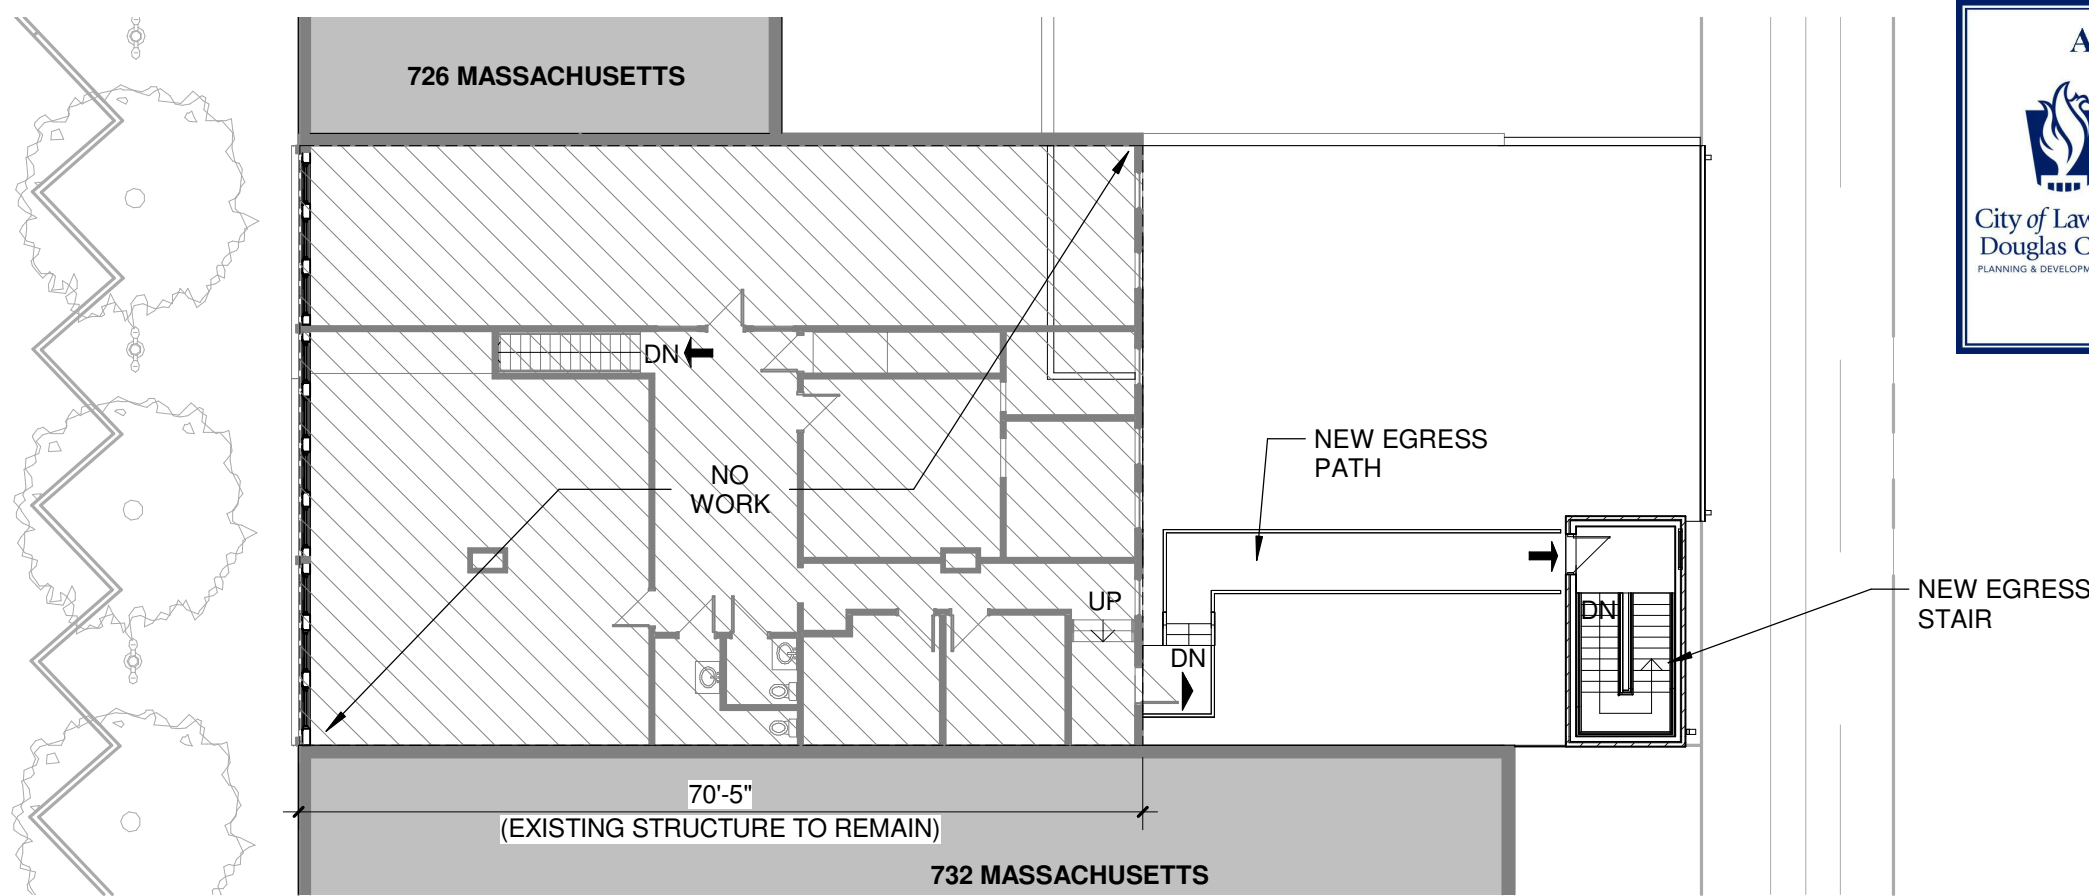 726 MASSACHUSETTS
A
City of Law
Douglas C
PLANNING & DEVELOPM
DN
NO
WORK
NEW EGRESS
PATH
UP
DN
DN
NEW EGRESS
STAIR
70'-5"
(EXISTING STRUCTURE TO REMAIN)
732 MASSACHUSETTS